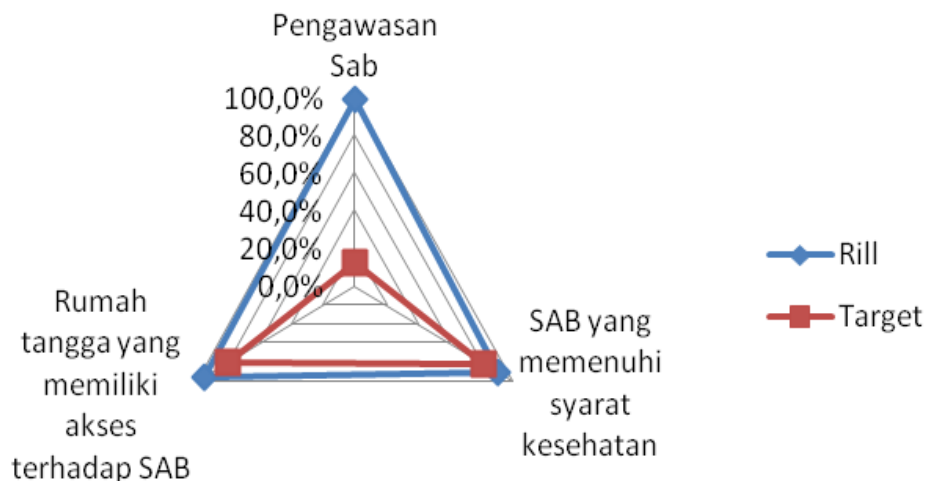 Pengawasan
Sab
100,0%
80,0%
60,0%
40,0%
20,0%
0,0%
Rumah
tangga yang
memiliki
akses
terhadap SAB
SAB yang
memenuhi
syarat
kesehatan
Rill
Target